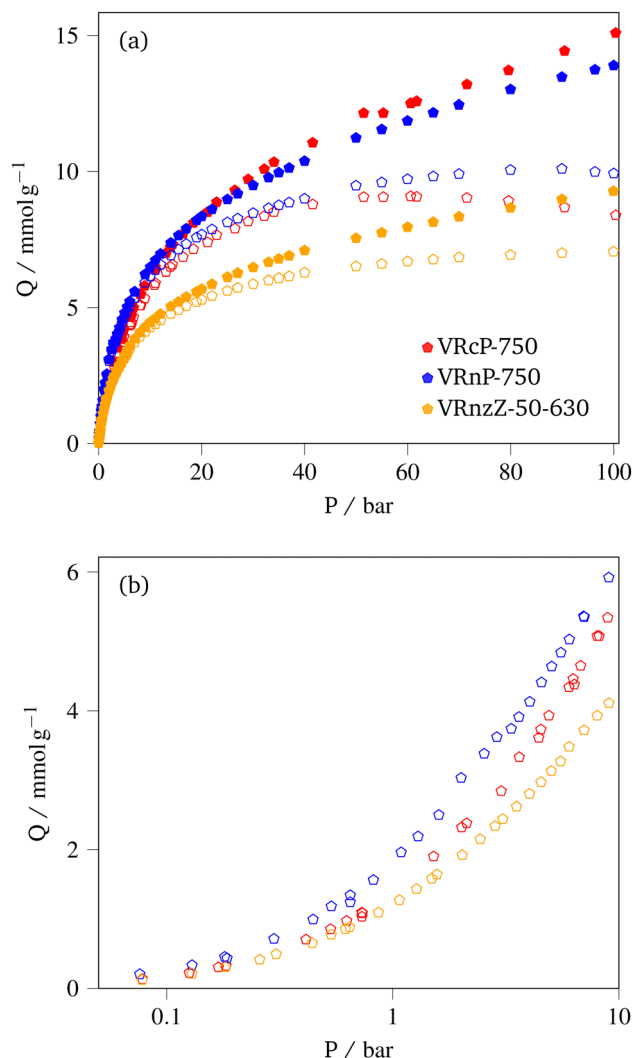 (a)
15
10
5
0
Q / mmol g⁻¹
VRcP-750
VRnP-750
VRnzZ-50-630
0 20 40 60 80 100
P / bar
(b)
6
4
2
0
Q / mmol g⁻¹
0.1 1 10
P / bar